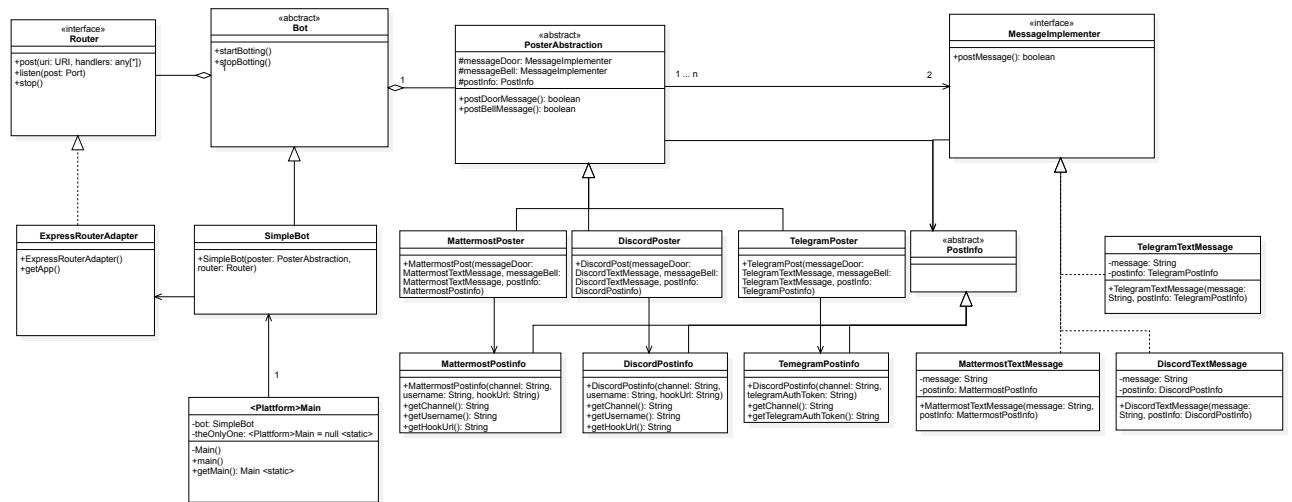 «interface»
Router
+post(uri: URI, handlers: any[*])
+listen(post: Port)
+stop()
«abctract»
Bot
+startBotting()
+stopBotting()
1
1
«abstract»
PosterAbstraction
#messageDoor: MessageImplementer
#messageBell: MessageImplementer
#postInfo: PostInfo
+postDoorMessage(): boolean
+postBellMessage(): boolean
1 ... n
2
«interface»
MessageImplementer
+postMessage(): boolean
ExpressRouterAdapter
+ExpressRouterAdapter()
+getApp()
SimpleBot
+SimpleBot(poster: PosterAbstraction,
router: Router)
MattermostPoster
+MattermostPost(messageDoor:
MattermostTextMessage, messageBell:
MattermostTextMessage, postInfo:
MattermostPostinfo)
DiscordPoster
+DiscordPost(messageDoor:
DiscordTextMessage, messageBell:
DiscordTextMessage, postInfo:
DiscordPostinfo)
TelegramPoster
+TelegramPost(messageDoor:
TelegramTextMessage, messageBell:
TelegramTextMessage, postInfo:
TelegramPostinfo)
«abstract»
PostInfo
TelegramTextMessage
-message: String
-postinfo: TelegramPostInfo
+TelegramTextMessage(message:
String, postInfo: TelegramPostInfo)
1
<Plattform>Main
-bot: SimpleBot
-theOnlyOne: <Plattform>Main = null <static>
-Main()
+main()
+getMain(): Main <static>
MattermostPostinfo
+MattermostPostinfo(channel: String,
username: String, hookUrl: String)
+getChannel(): String
+getUsername(): String
+getHookUrl(): String
DiscordPostinfo
+DiscordPostinfo(channel: String,
username: String, hookUrl: String)
+getChannel(): String
+getUsername(): String
+getHookUrl(): String
TemegramPostinfo
+DiscordPostinfo(channel: String,
telegramAuthToken: String)
+getChannel(): String
+getTelegramAuthToken(): String
MattermostTextMessage
-message: String
-postinfo: MattermostPostInfo
+MattermostTextMessage(message: String,
postInfo: MattermostPostInfo)
DiscordTextMessage
-message: String
-postinfo: DiscordPostInfo
+DiscordTextMessage(message:
String, postInfo: DiscordPostInfo)